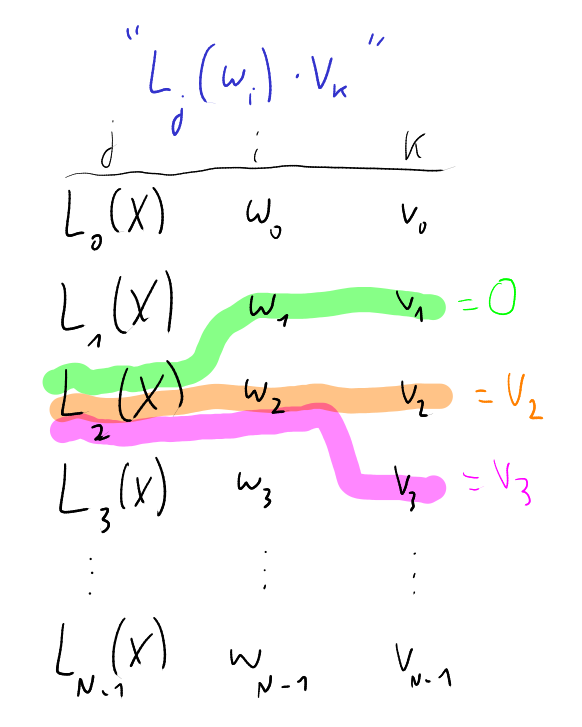 "L_j(w_i) · v_k"
j i k
L_0(X) w_0 v_0
L_1(X) w_1 v_1 = 0
L_2(X) w_2 v_2 = v_2
L_3(X) w_3 v_3 = v_3
⋮ ⋮ ⋮
L_{N-1}(X) w_{N-1} v_{N-1}